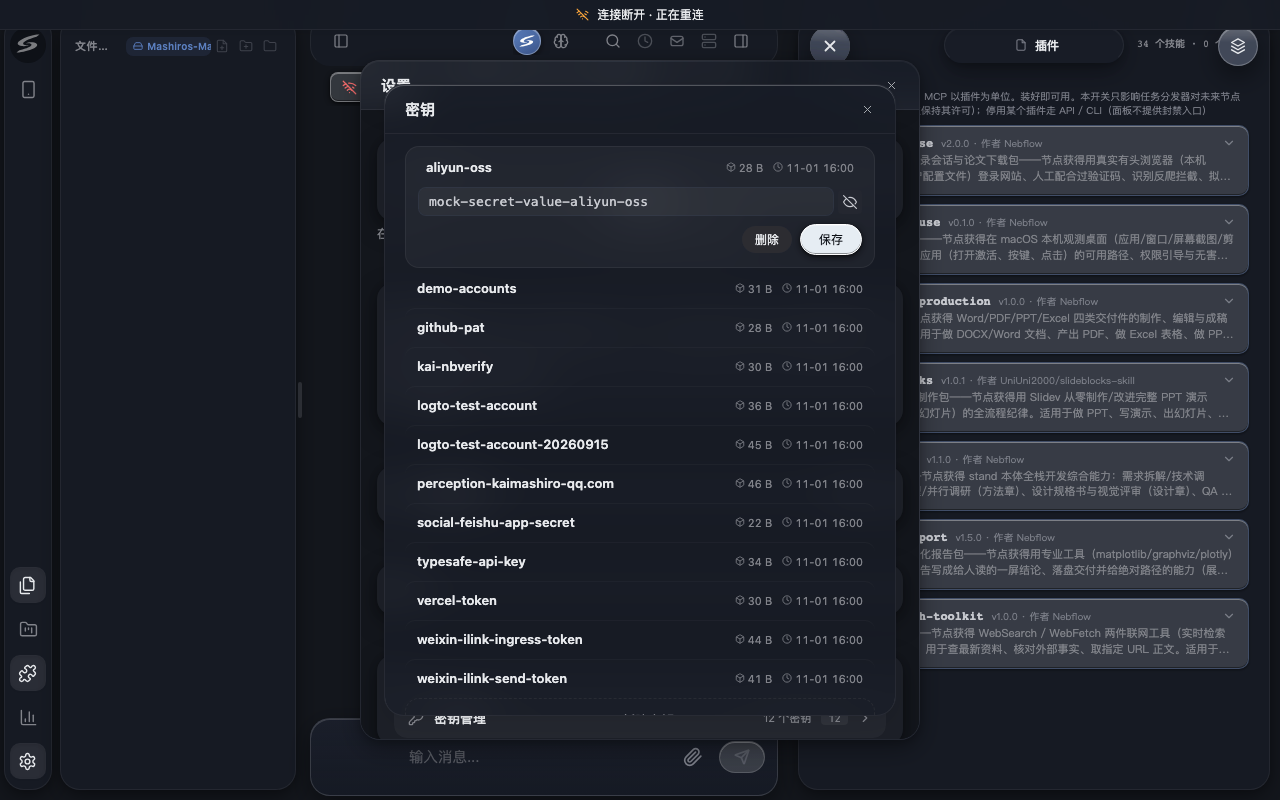 连接断开 · 正在重连
文件...
Mashiros-Ma
插件
34 个技能 · 0
设置
密钥
MCP 以插件为单位。装好即可用。本开关只影响任务分发器对未来节点
保持其许可）；停用某个插件走 API / CLI（面板不提供封禁入口）
aliyun-oss
28 B
11-01 16:00
mock-secret-value-aliyun-oss
删除
保存
demo-accounts
31 B
11-01 16:00
github-pat
28 B
11-01 16:00
kai-nbverify
30 B
11-01 16:00
logto-test-account
36 B
11-01 16:00
logto-test-account-20260915
45 B
11-01 16:00
perception-kaimashiro-qq.com
46 B
11-01 16:00
social-feishu-app-secret
22 B
11-01 16:00
typesafe-api-key
34 B
11-01 16:00
vercel-token
30 B
11-01 16:00
weixin-ilink-ingress-token
44 B
11-01 16:00
weixin-ilink-send-token
41 B
11-01 16:00
密钥管理
12 个密钥
12
输入消息...
在
se v2.0.0 · 作者 Nebflow
录会话与论文下载包——节点获得用真实有头浏览器（本机
配置文件）登录网站、人工配合过验证码、识别反爬拦截、拟...
use v0.1.0 · 作者 Nebflow
——节点获得在 macOS 本机观测桌面（应用/窗口/屏幕截图/剪
应用（打开激活、按键、点击）的可用路径、权限引导与无害...
production v1.0.0 · 作者 Nebflow
点获得 Word/PDF/PPT/Excel 四类交付件的制作、编辑与成稿
用于做 DOCX/Word 文档、产出 PDF、做 Excel 表格、做 PP...
ks v1.0.1 · 作者 UniUni2000/slideblocks-skill
制作包——节点获得用 Slidev 从零制作/改进完整 PPT 演示
幻灯片）的全流程纪律。适用于做 PPT、写演示、出幻灯片、...
v1.1.0 · 作者 Nebflow
节点获得 stand 本体全栈开发综合能力：需求拆解/技术调
/并行调研（方法章）、设计规格书与视觉评审（设计章）、QA ...
port v1.5.0 · 作者 Nebflow
化报告包——节点获得用专业工具（matplotlib/graphviz/plotly）
告写成给人读的一屏结论、落盘交付并给绝对路径的能力（展...
h-toolkit v1.0.0 · 作者 Nebflow
—节点获得 WebSearch / WebFetch 两件联网工具（实时检索
用于查最新资料、核对外部事实、取指定 URL 正文。适用于...